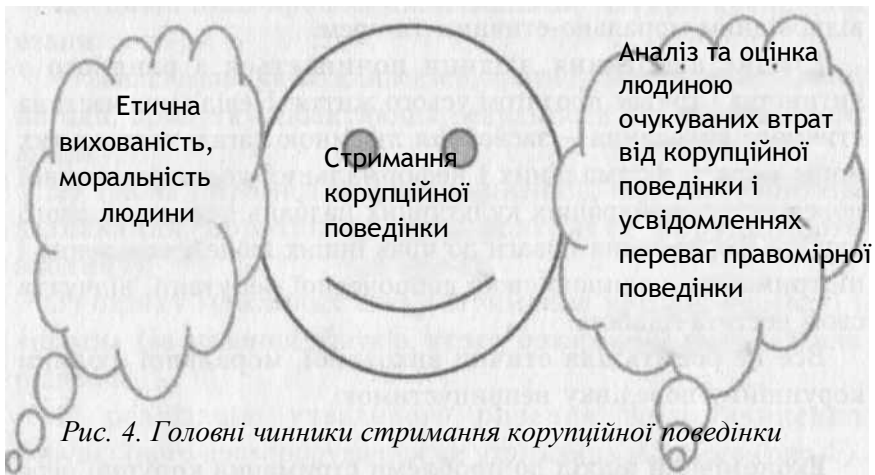 Етична
вихованість,
моральність
людини
Стримання
корупційної
поведінки
Аналіз та оцінка
людиною
очукуваних втрат
від корупційної
поведінки і
усвідомленнях
переваг правомірної
поведінки
Рис. 4. Головні чинники стримання корупційної поведінки